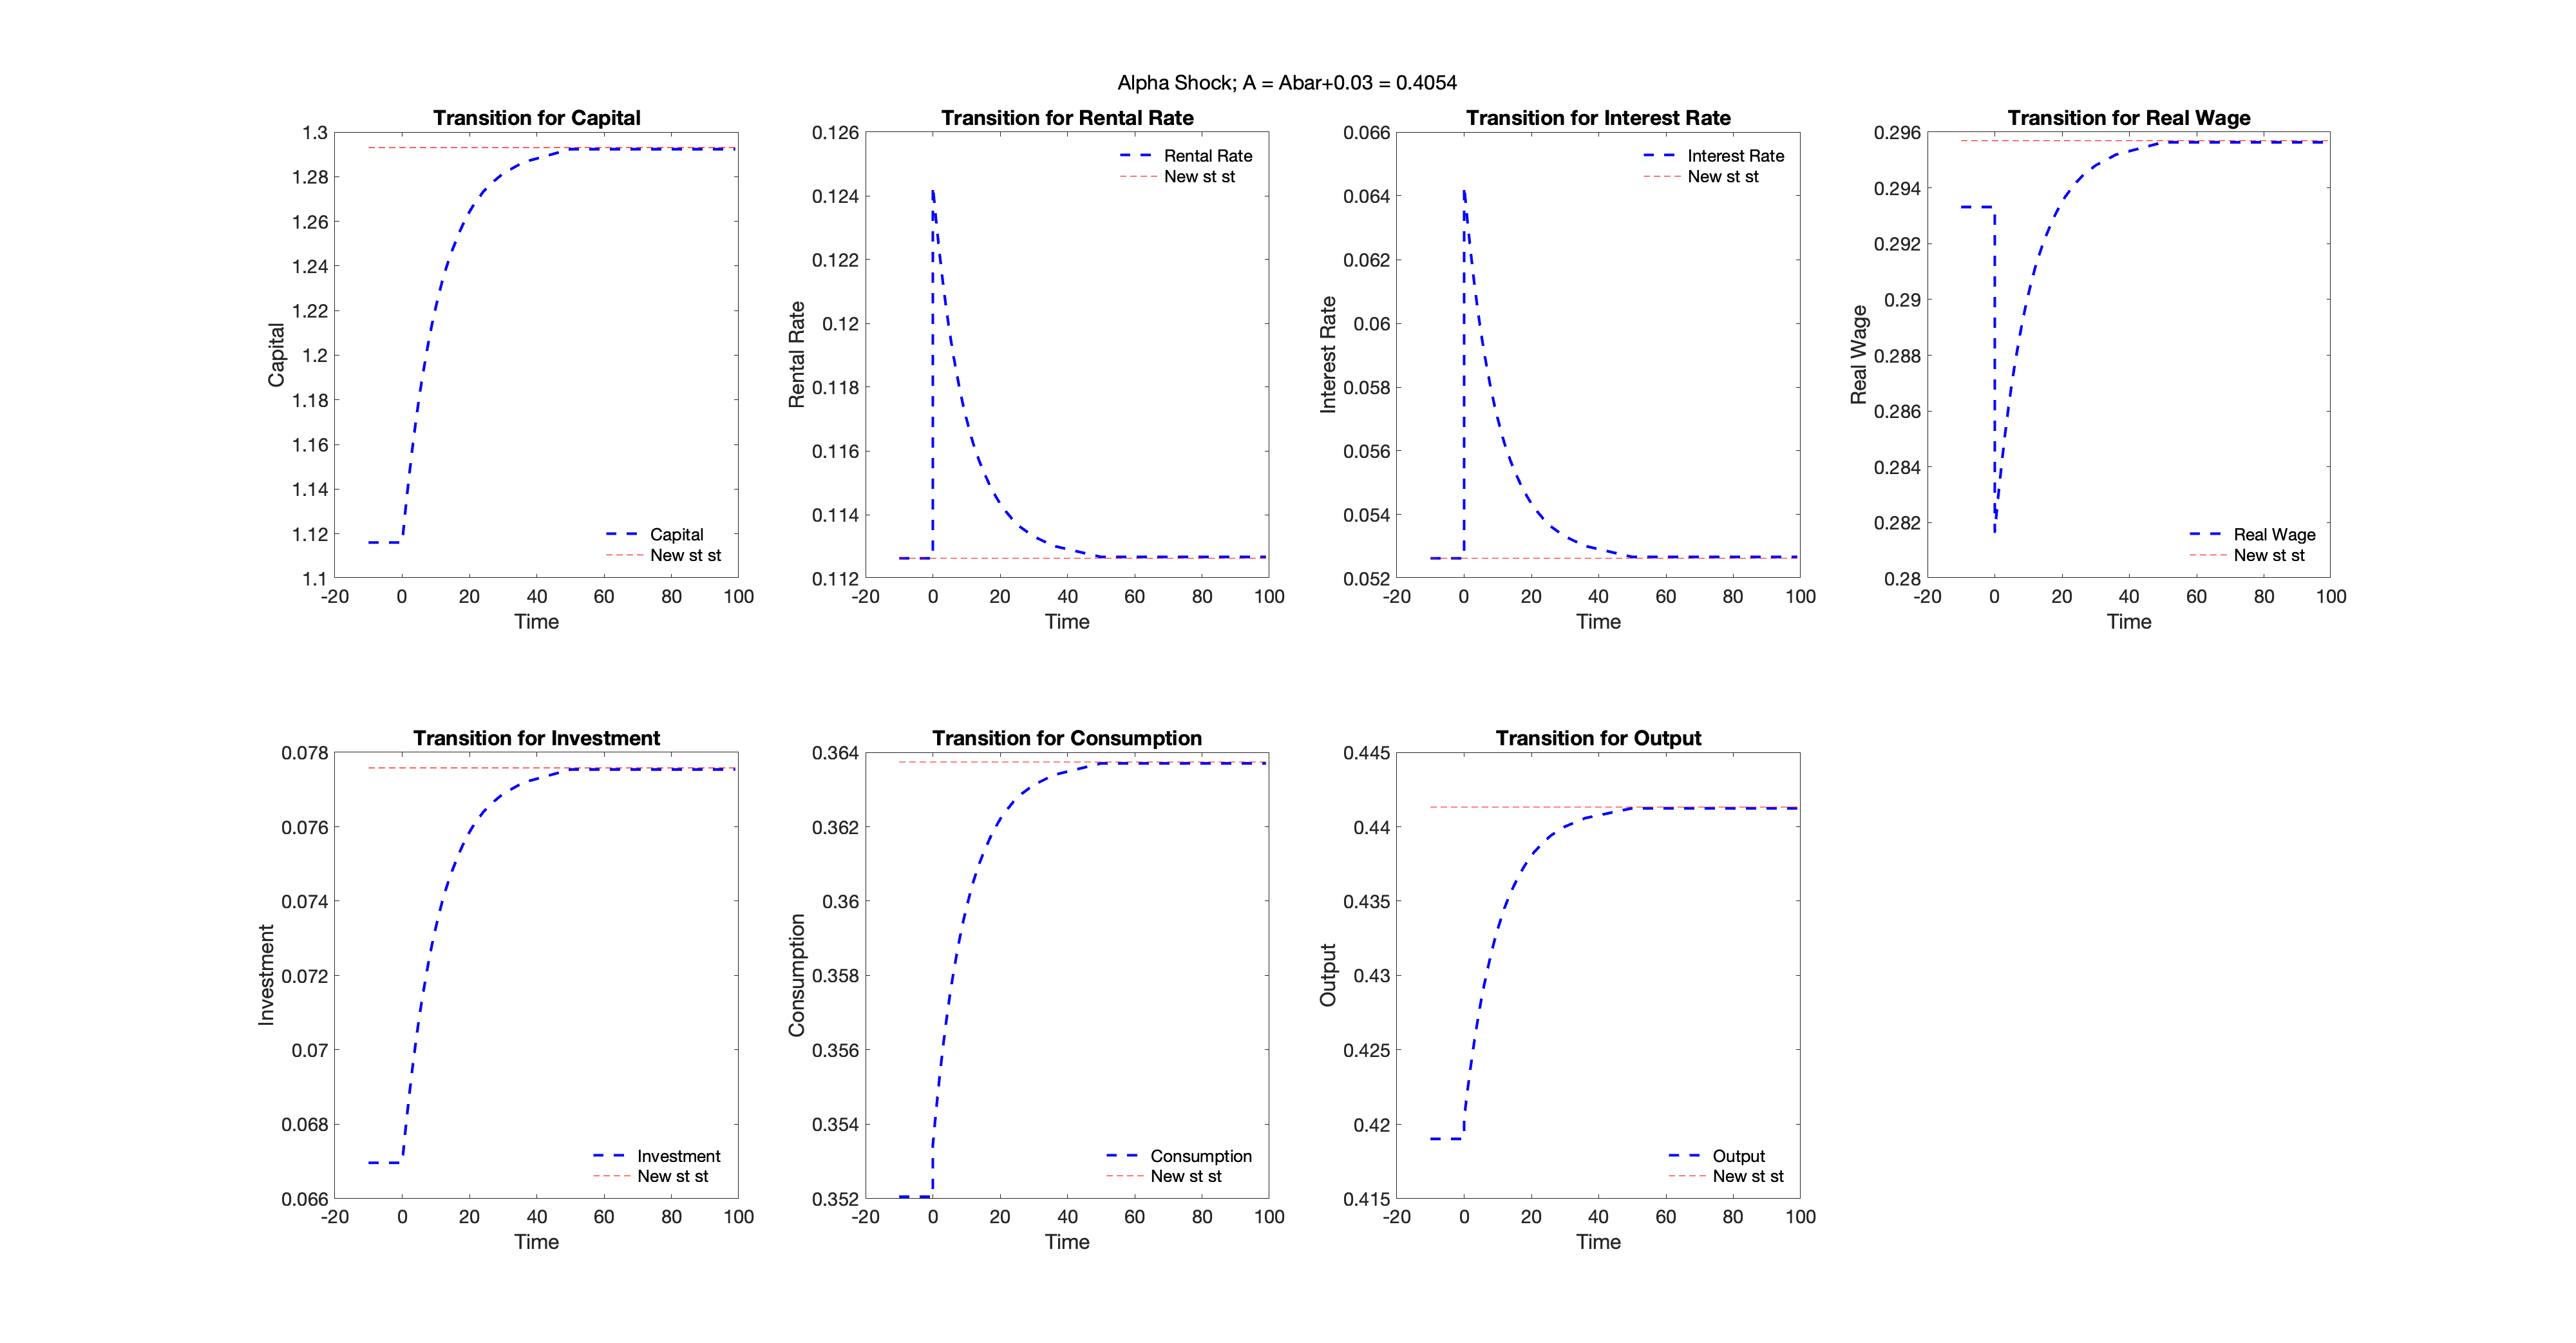 Alpha Shock; A = Abar+0.03 = 0.4054
Transition for Capital
1.3
1.28
1.26
1.24
1.22
1.2
1.18
1.16
1.14
1.12
1.1
Capital
Capital
New st st
-20 0 20 40 60 80 100
Time
Transition for Rental Rate
0.126
0.124
0.122
0.12
0.118
0.116
0.114
0.112
Rental Rate
Rental Rate
New st st
-20 0 20 40 60 80 100
Time
Transition for Interest Rate
0.066
0.064
0.062
0.06
0.058
0.056
0.054
0.052
Interest Rate
Interest Rate
New st st
-20 0 20 40 60 80 100
Time
Transition for Real Wage
0.296
0.294
0.292
0.29
0.288
0.286
0.284
0.282
0.28
Real Wage
Real Wage
New st st
-20 0 20 40 60 80 100
Time
Transition for Investment
0.078
0.076
0.074
0.072
0.07
0.068
0.066
Investment
Investment
New st st
-20 0 20 40 60 80 100
Time
Transition for Consumption
0.364
0.362
0.36
0.358
0.356
0.354
0.352
Consumption
Consumption
New st st
-20 0 20 40 60 80 100
Time
Transition for Output
0.445
0.44
0.435
0.43
0.425
0.42
0.415
Output
Output
New st st
-20 0 20 40 60 80 100
Time